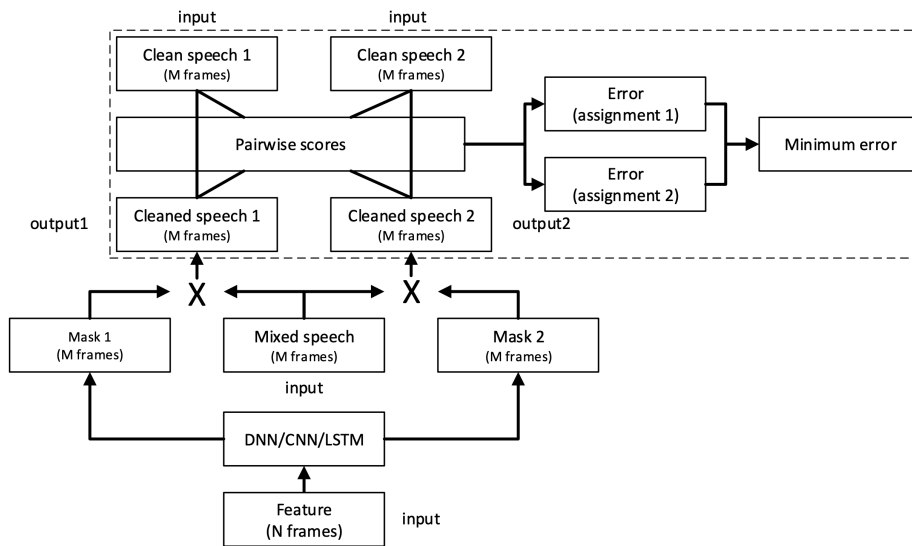 input
input
Clean speech 1
(M frames)
Clean speech 2
(M frames)
Error
(assignment 1)
Pairwise scores
Minimum error
Error
(assignment 2)
output1
Cleaned speech 1
(M frames)
Cleaned speech 2
(M frames)
output2
X
X
Mask 1
(M frames)
Mixed speech
(M frames)
Mask 2
(M frames)
input
DNN/CNN/LSTM
Feature
(N frames)
input